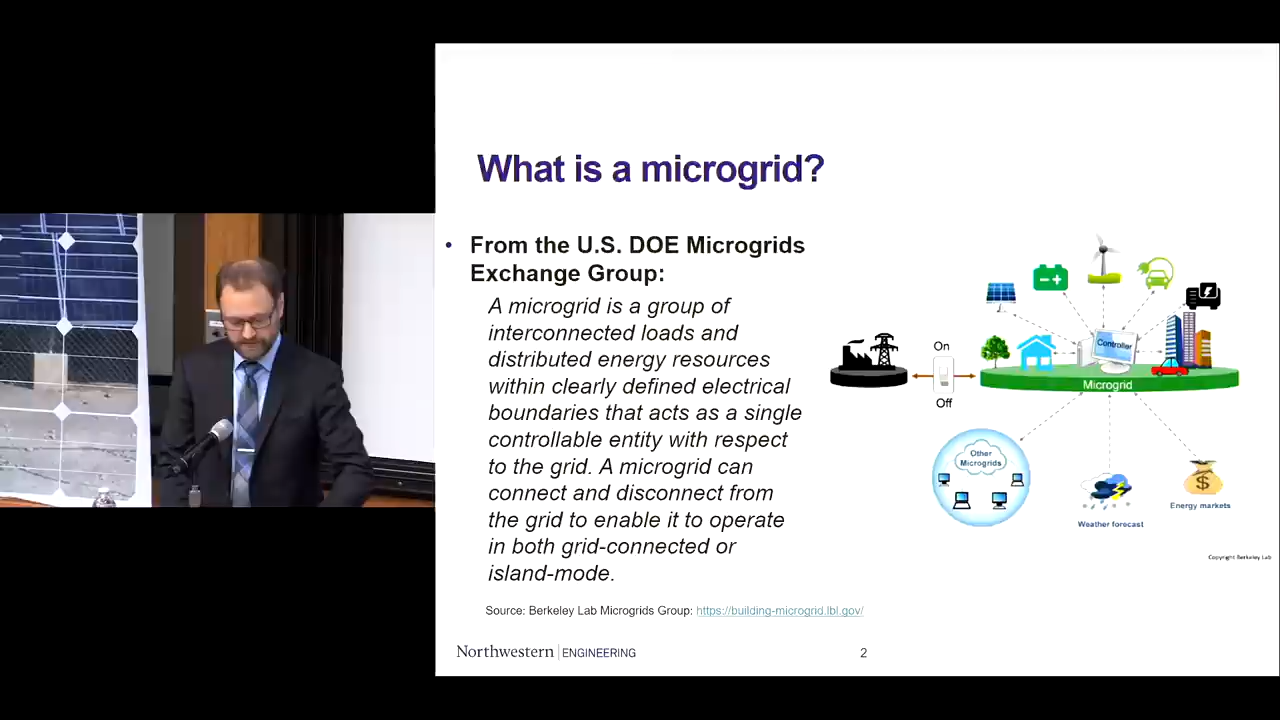 What is a microgrid?
• From the U.S. DOE Microgrids
Exchange Group:
A microgrid is a group of
interconnected loads and
distributed energy resources
within clearly defined electrical
boundaries that acts as a single
controllable entity with respect
to the grid. A microgrid can
connect and disconnect from
the grid to enable it to operate
in both grid-connected or
island-mode.
Source: Berkeley Lab Microgrids Group: https://building-microgrid.lbl.gov/
Northwestern | ENGINEERING
2
On
Off
Controller
Microgrid
Other
Microgrids
Weather forecast
$
Energy markets
Copyright Berkeley Lab